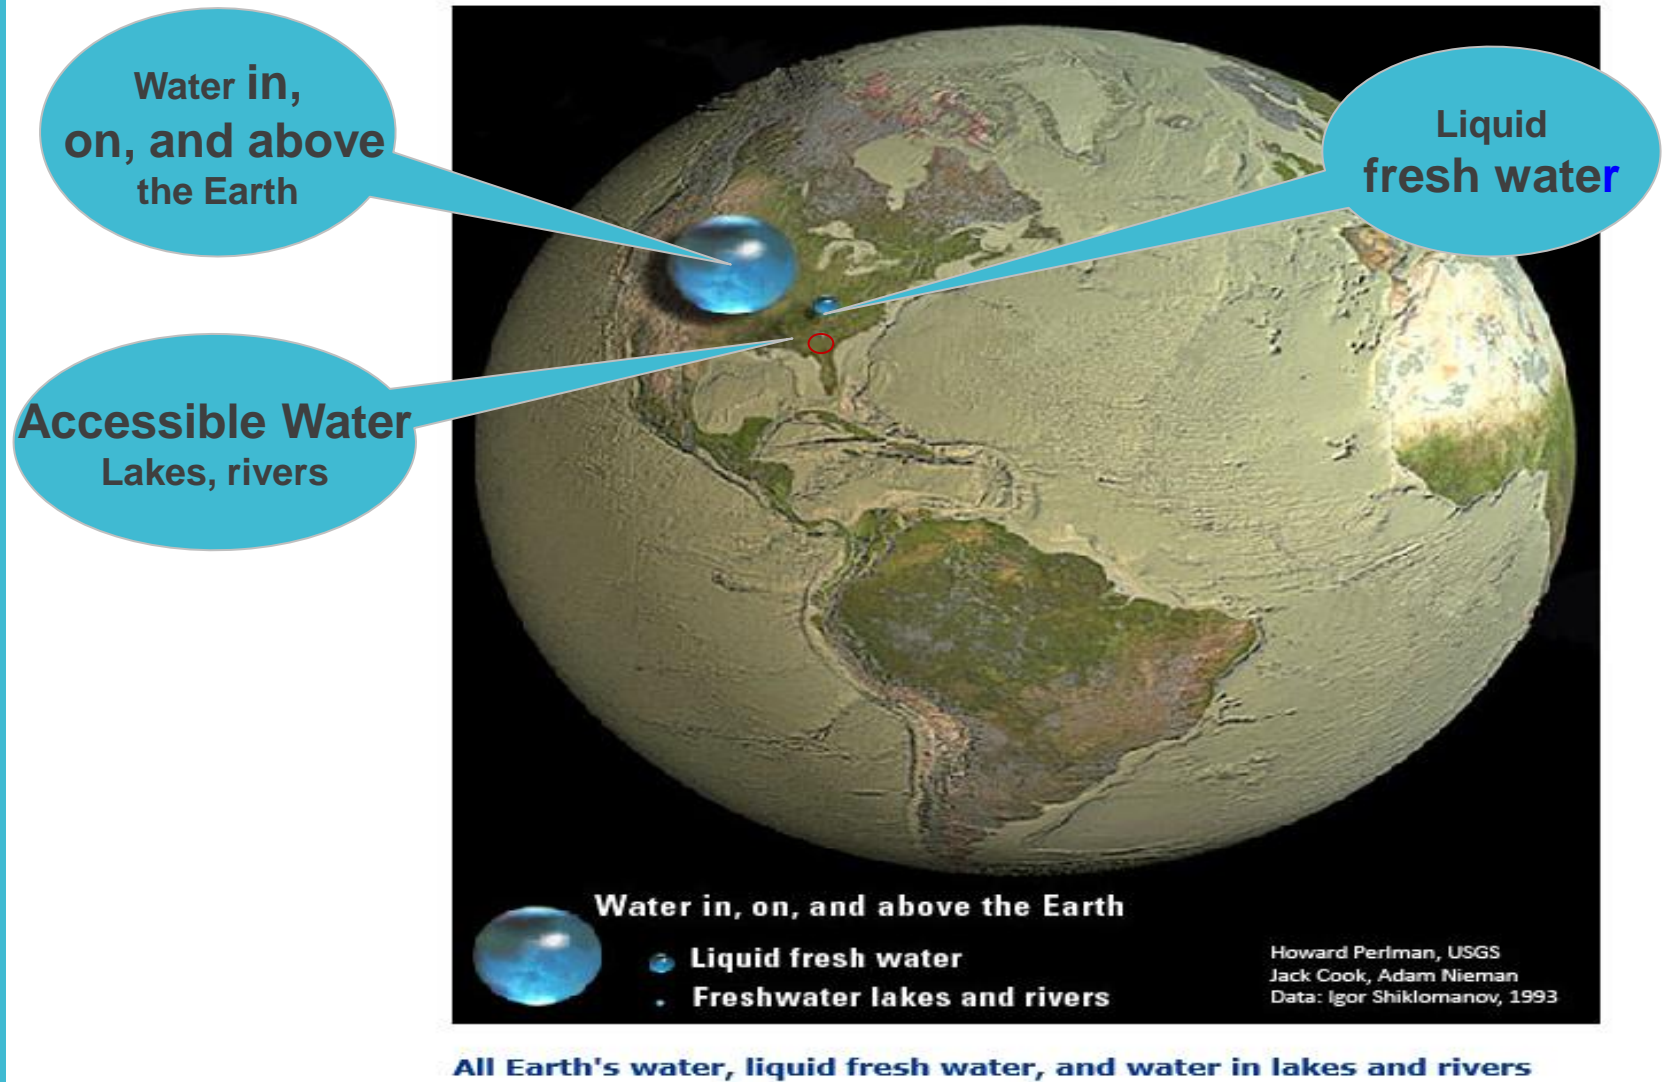 Water in,
on, and above
the Earth
Liquid
fresh water
Accessible Water
Lakes, rivers
Water in, on, and above the Earth
Liquid fresh water
Freshwater lakes and rivers
Howard Perlman, USGS
Jack Cook, Adam Nieman
Data: Igor Shiklomanov, 1993
All Earth's water, liquid fresh water, and water in lakes and rivers